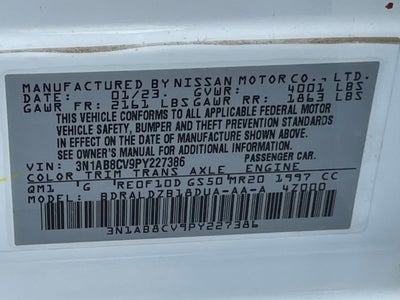 MANUFACTURED BY NISSAN MOTOR CO., LTD.
DATE: 01/23 GVWR: 4001 LBS
GAWR FR: 2161 LBS GAWR RR: 1863 LBS
THIS VEHICLE CONFORMS TO ALL APPLICABLE FEDERAL MOTOR
VEHICLE SAFETY, BUMPER AND THEFT PREVENTION STANDARDS
IN EFFECT ON THE DATE OF MANUFACTURE SHOWN ABOVE.
SEE OWNER'S MANUAL FOR ADDITIONAL INFORMATION
VIN: 3N1AB8CV9PY227386 PASSENGER CAR.
COLOR TRIM TRANS AXLE ENGINE
QM1 G RE0F10D GS50 MR20 1997 CC
MODEL: BDRALDZB18DUA-AA-A 47000
3N1AB8CV9PY227386